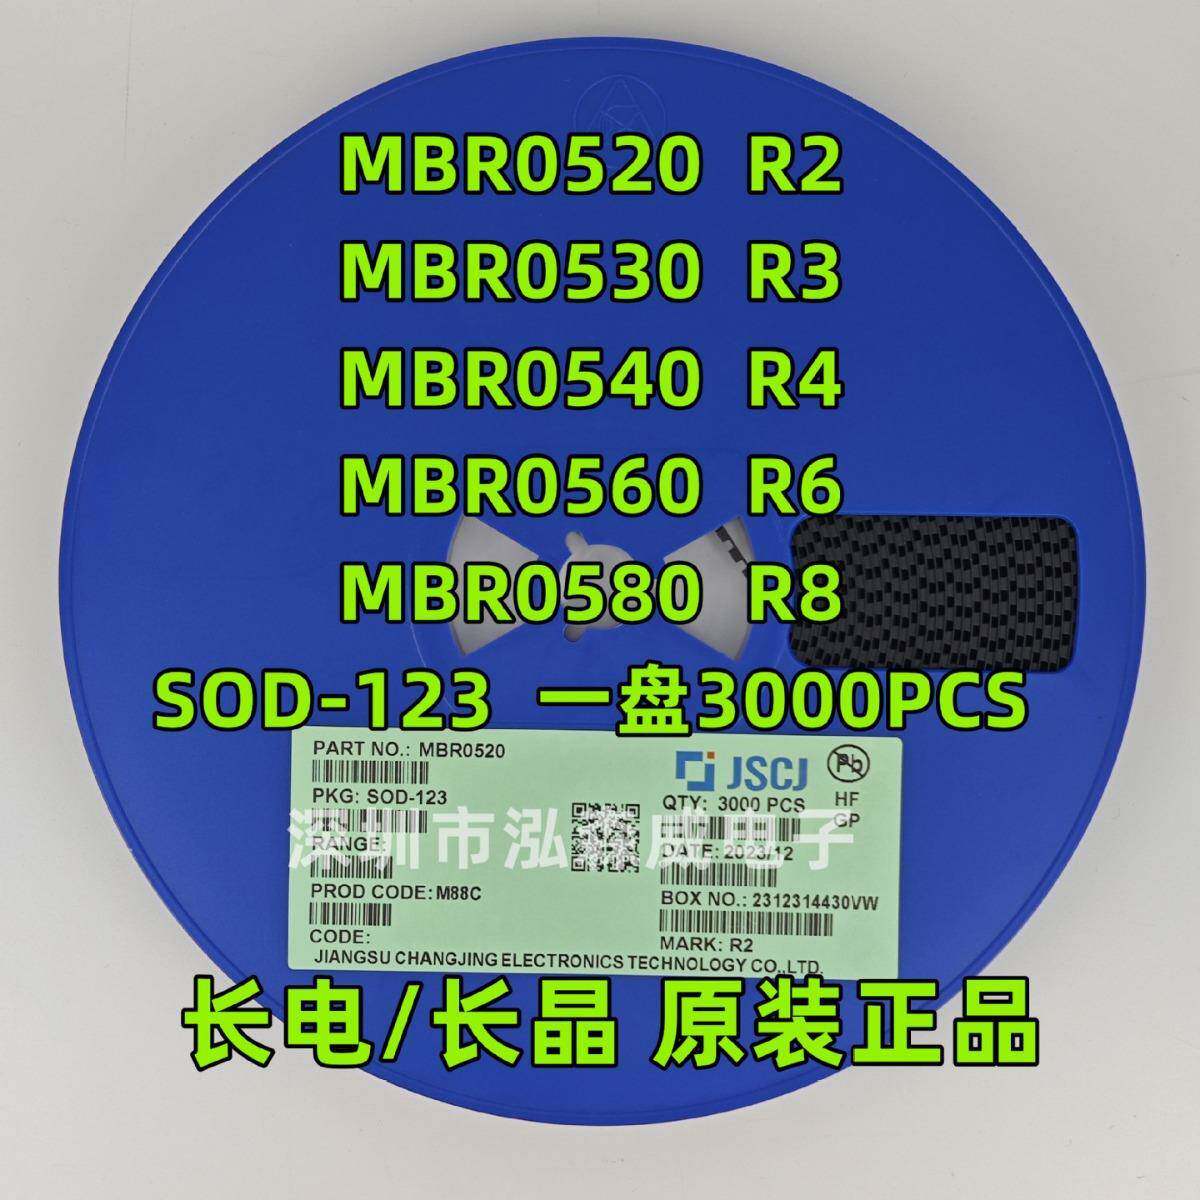 MBR0520 R2
MBR0530 R3
MBR0540 R4
MBR0560 R6
MBR0580 R8
SOD-123 一盘3000PCS
PART NO.: MBR0520
JSCJ
Pb
PKG: SOD-123
QTY: 3000 PCS
HF
GP
深圳市泓 威电子
RANGE:
DATE: 2023/12
PROD CODE: M88C
BOX NO.: 2312314430VW
CODE:
MARK: R2
JIANGSU CHANGJING ELECTRONICS TECHNOLOGY CO.,LTD.
长电/长晶 原装正品